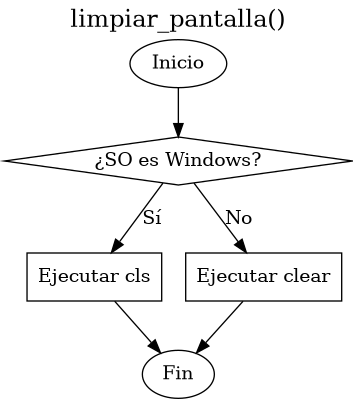 limpiar_pantalla()
Inicio
¿SO es Windows?
Sí
No
Ejecutar cls
Ejecutar clear
Fin